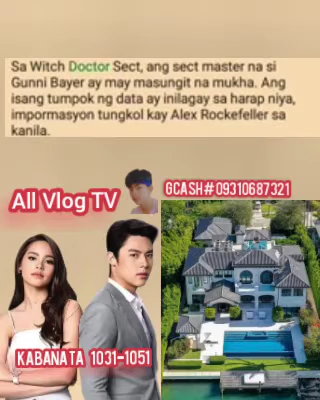 Sa Witch Doctor Sect, ang sect master na si
Gunni Bayer ay may masungit na mukha. Ang
isang tumpok ng data ay inilagay sa harap niya,
impormasyon tungkol kay Alex Rockefeller sa
kanila.
All Vlog TV
GCASH# 09310687321
KABANATA 1031-1051